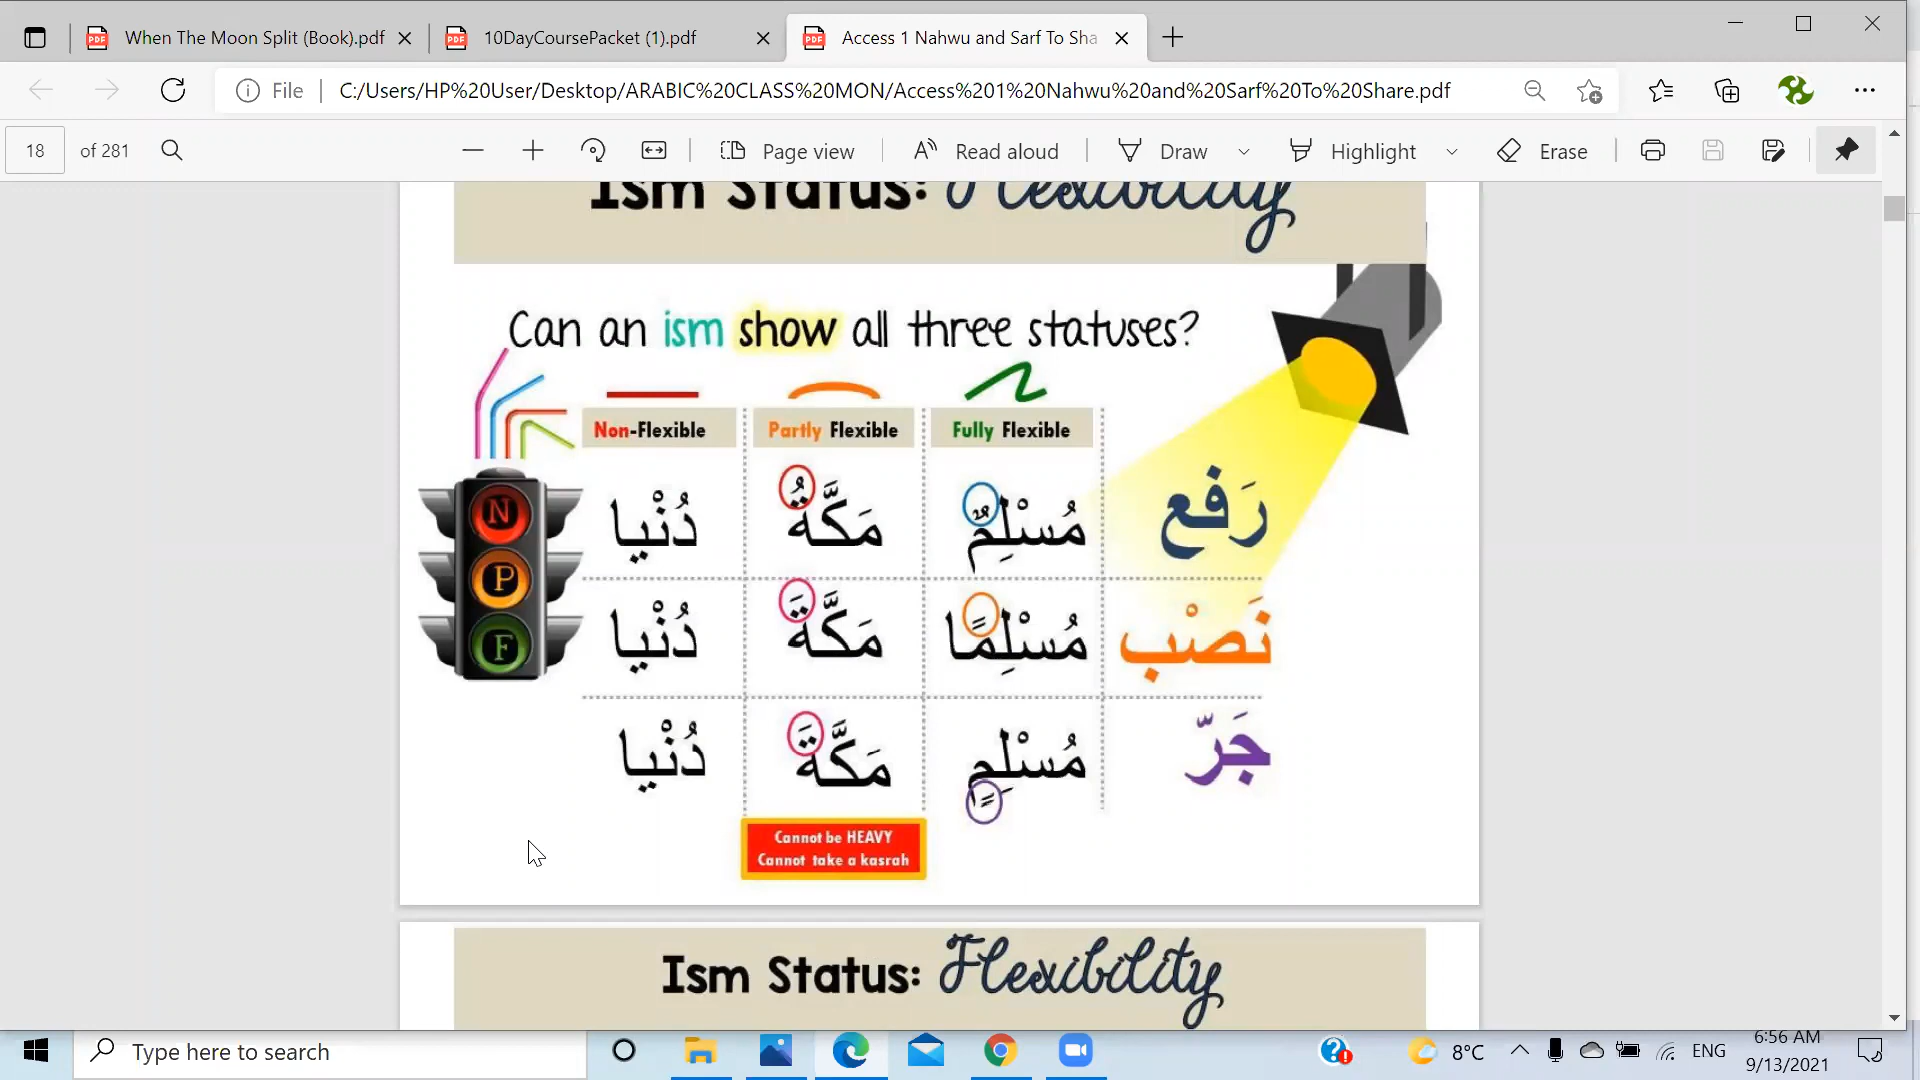 When The Moon Split (Book).pdf
10DayCoursePacket (1).pdf
Access 1 Nahwu and Sarf To Sha
File
C:/Users/HP%20User/Desktop/ARABIC%20CLASS%20MON/Access%201%20Nahwu%20and%20Sarf%20To%20Share.pdf
18 of 281
Page view
Read aloud
Draw
Highlight
Erase
Ism Status: Flexibility
Can an ism show all three statuses?
Non-Flexible
Partly Flexible
Fully Flexible
N
P
F
رَفع مُسْلِمٌ مَكَّةُ دُنْيا
نَصْب مُسْلِمًا مَكَّةَ دُنْيا
جَرّ مُسْلِمٍ مَكَّةَ دُنْيا
Cannot be HEAVY
Cannot take a kasrah
Ism Status: Flexibility
Type here to search
8°C
ENG
6:56 AM
9/13/2021